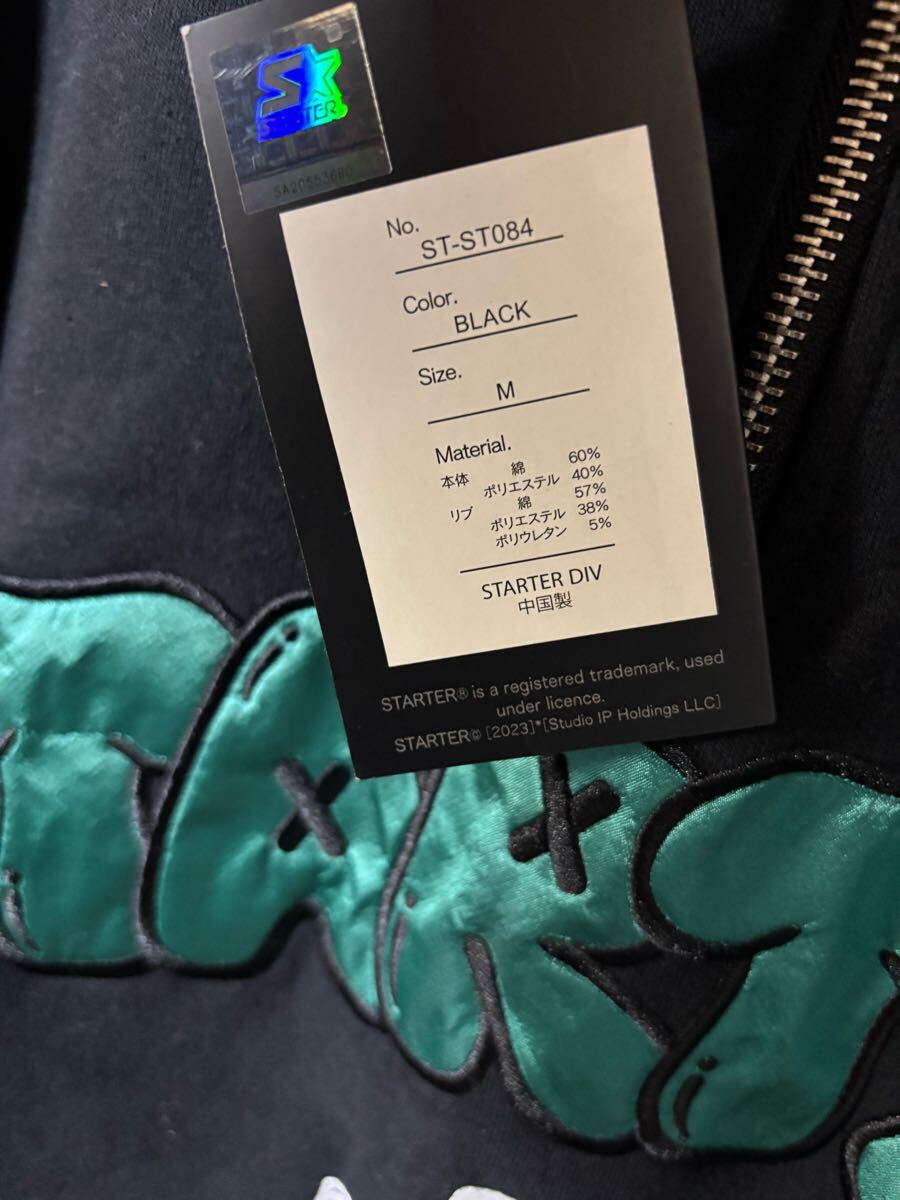 STARTER
SA2055368O
No.
ST-ST084
Color.
BLACK
Size.
M
Material.
本体 綿 60%
ポリエステル 40%
リブ 綿 57%
ポリエステル 38%
ポリウレタン 5%
STARTER DIV
中国製
STARTER® is a registered trademark, used
under licence.
STARTER© [2023]*[Studio IP Holdings LLC]